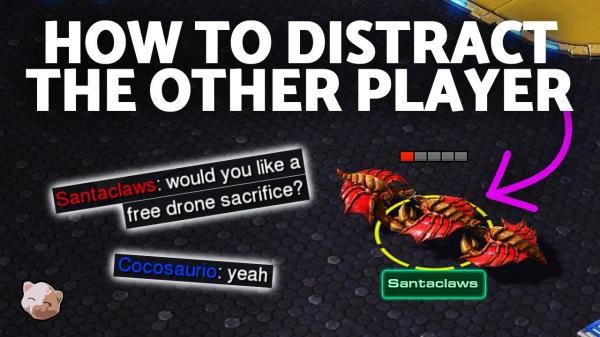 HOW TO DISTRACT
THE OTHER PLAYER
Santaclaws: would you like a
free drone sacrifice?
Cocosaurio: yeah
Santaclaws